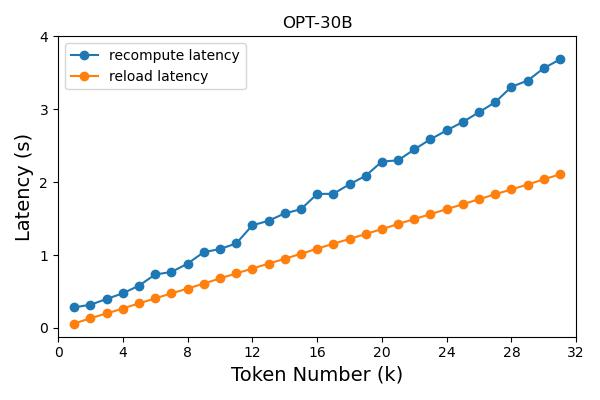 OPT-30B
recompute latency
reload latency
Latency (s)
4
3
2
1
0
0 4 8 12 16 20 24 28 32
Token Number (k)